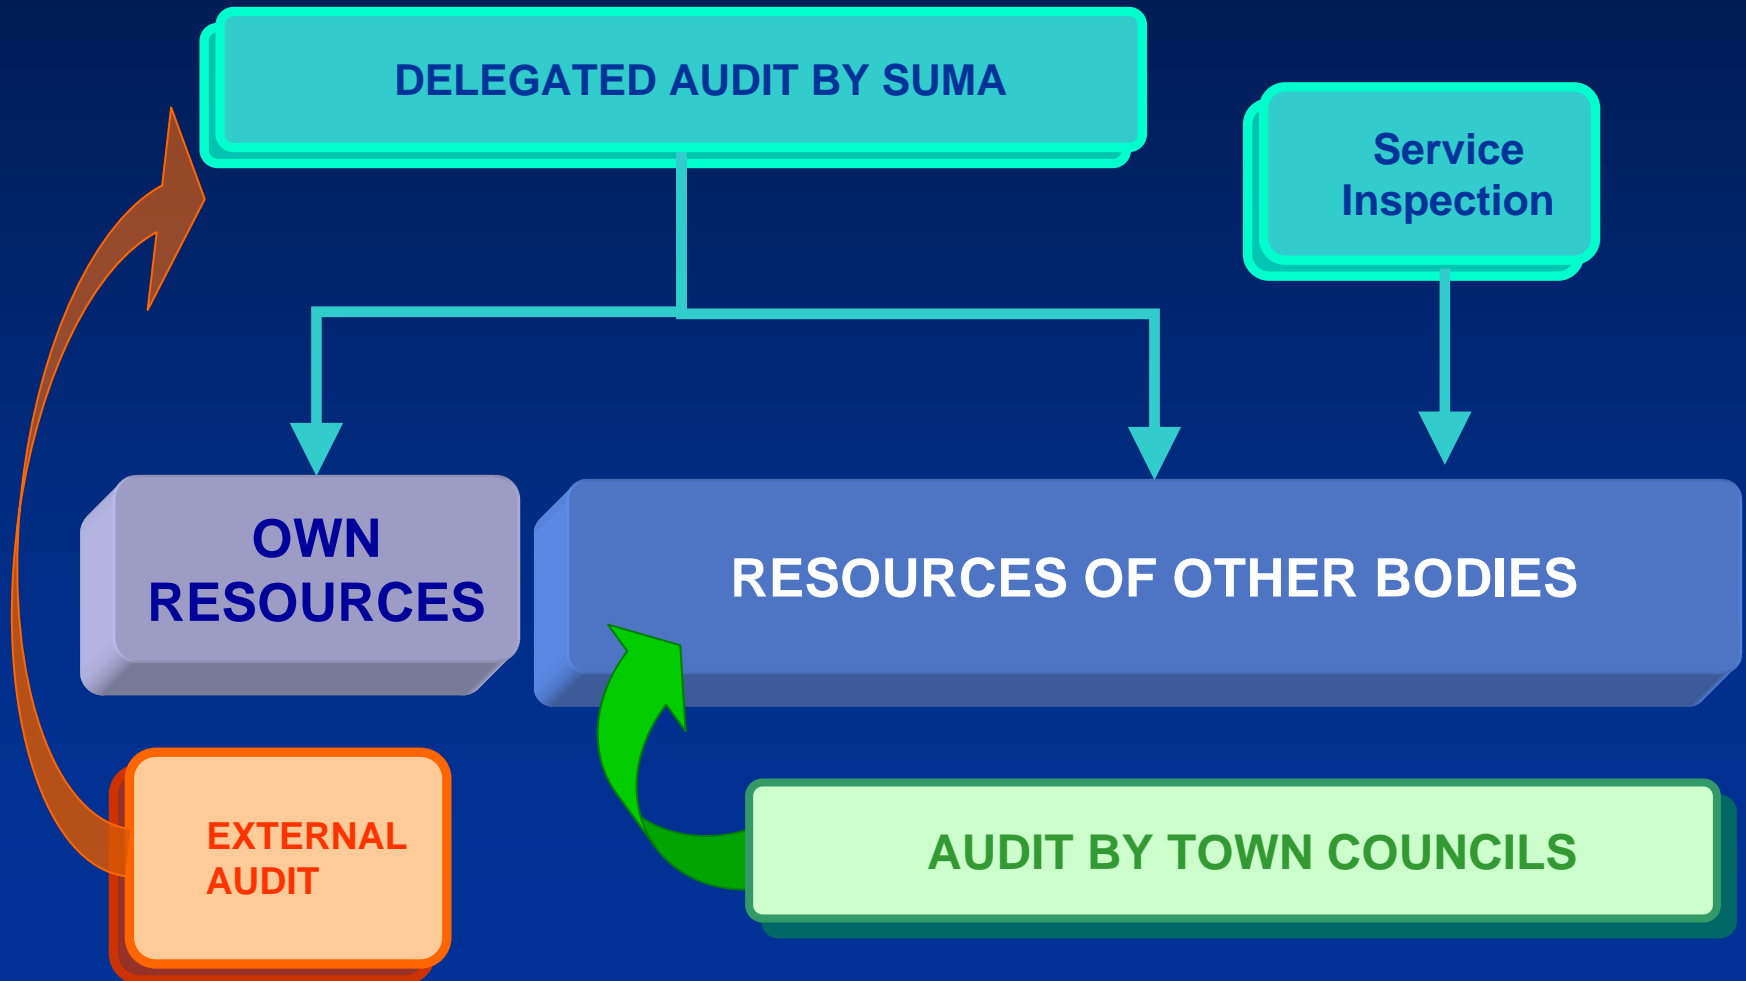 DELEGATED AUDIT BY SUMA
Service
Inspection
OWN
RESOURCES
RESOURCES OF OTHER BODIES
EXTERNAL
AUDIT
AUDIT BY TOWN COUNCILS